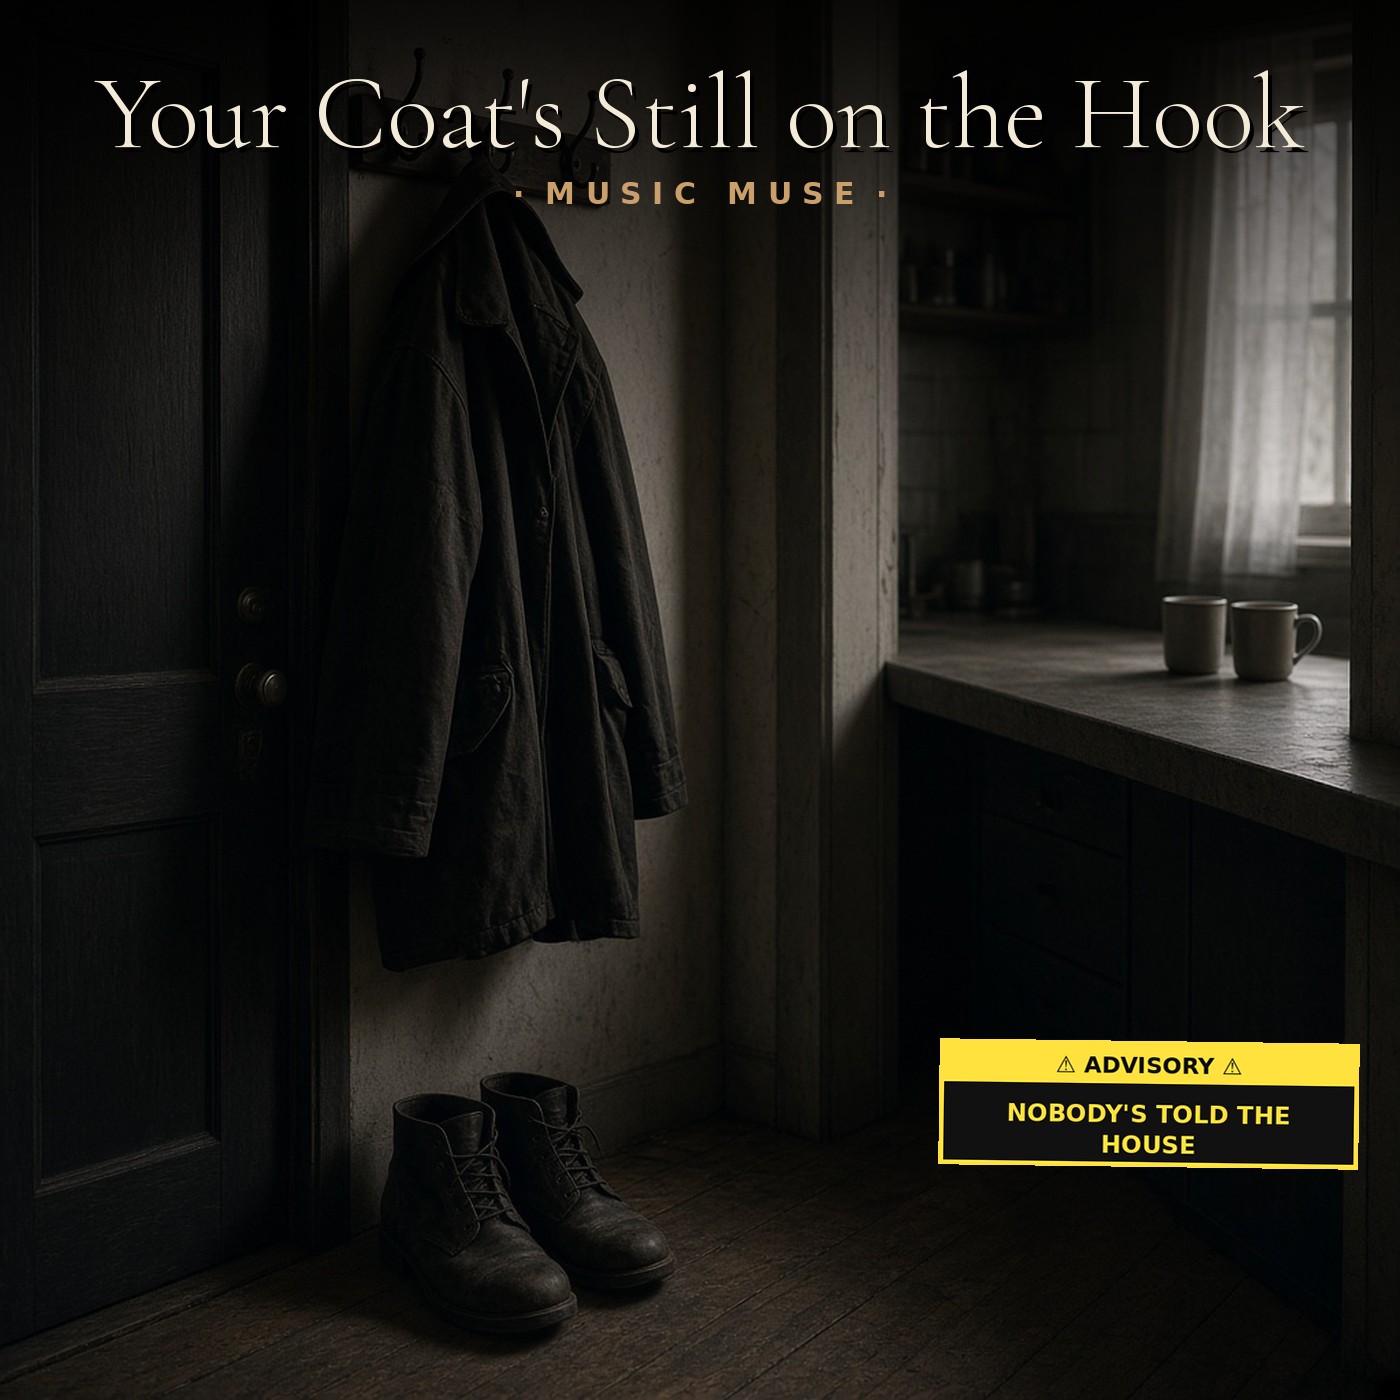 Your Coat's Still on the Hook
· MUSIC MUSE ·
⚠ ADVISORY ⚠
NOBODY'S TOLD THE
HOUSE